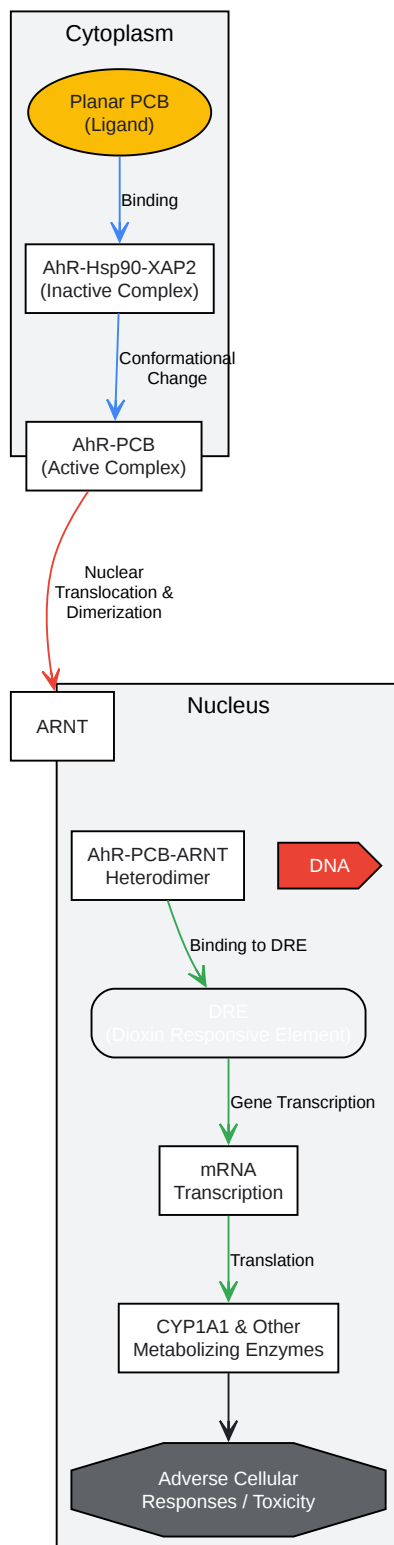 Cytoplasm
Planar PCB
(Ligand)
Binding
AhR-Hsp90-XAP2
(Inactive Complex)
Conformational
Change
AhR-PCB
(Active Complex)
Nuclear
Translocation &
Dimerization
Nucleus
ARNT
AhR-PCB-ARNT
Heterodimer
DNA
Binding to DRE
DRE
(Dioxin Responsive Element)
Gene Transcription
mRNA
Transcription
Translation
CYP1A1 & Other
Metabolizing Enzymes
Adverse Cellular
Responses / Toxicity